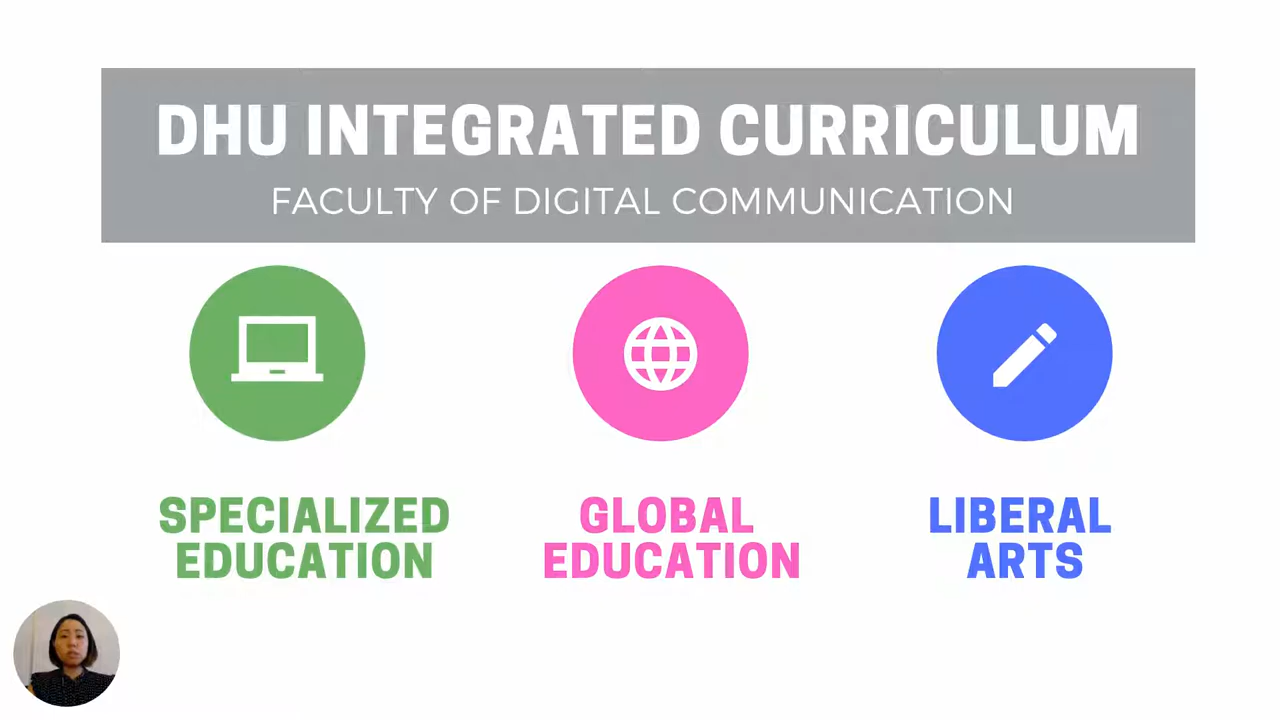 DHU INTEGRATED CURRICULUM
FACULTY OF DIGITAL COMMUNICATION
SPECIALIZED
EDUCATION
GLOBAL
EDUCATION
LIBERAL
ARTS